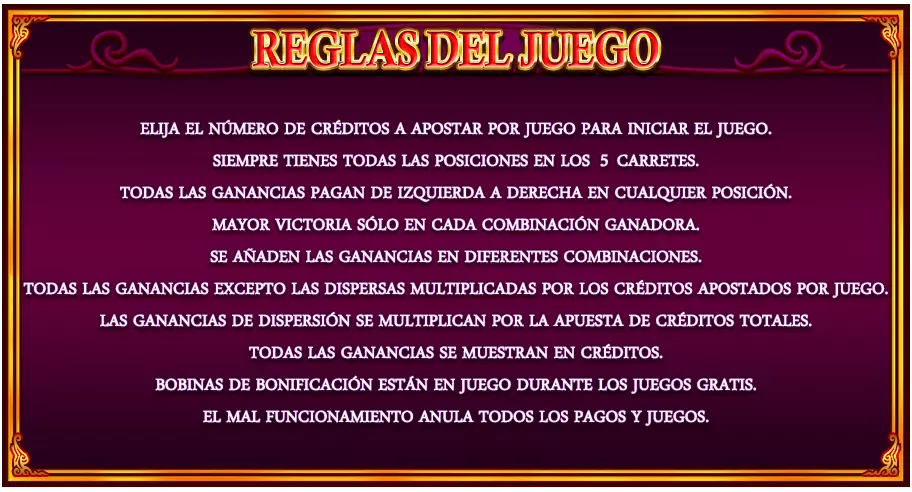 REGLAS DEL JUEGO
ELIJA EL NÚMERO DE CRÉDITOS A APOSTAR POR JUEGO PARA INICIAR EL JUEGO.
SIEMPRE TIENES TODAS LAS POSICIONES EN LOS 5 CARRETES.
TODAS LAS GANANCIAS PAGAN DE IZQUIERDA A DERECHA EN CUALQUIER POSICIÓN.
MAYOR VICTORIA SÓLO EN CADA COMBINACIÓN GANADORA.
SE AÑADEN LAS GANANCIAS EN DIFERENTES COMBINACIONES.
TODAS LAS GANANCIAS EXCEPTO LAS DISPERSAS MULTIPLICADAS POR LOS CRÉDITOS APOSTADOS POR JUEGO.
LAS GANANCIAS DE DISPERSIÓN SE MULTIPLICAN POR LA APUESTA DE CRÉDITOS TOTALES.
TODAS LAS GANANCIAS SE MUESTRAN EN CRÉDITOS.
BOBINAS DE BONIFICACIÓN ESTÁN EN JUEGO DURANTE LOS JUEGOS GRATIS.
EL MAL FUNCIONAMIENTO ANULA TODOS LOS PAGOS Y JUEGOS.